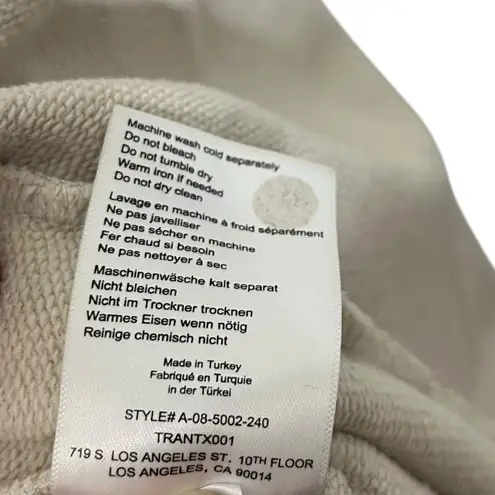 Machine wash cold separately
Do not bleach
Do not tumble dry
Warm iron if needed
Do not dry clean
Lavage en machine à froid séparément
Ne pas javelliser
Ne pas sécher en machine
Fer chaud si besoin
Ne pas nettoyer à sec
Maschinenwäsche kalt separat
Nicht bleichen
Nicht im Trockner trocknen
Warmes Eisen wenn nötig
Reinige chemisch nicht
Made in Turkey
Fabriqué en Turquie
in der Türkei
STYLE# A-08-5002-240
TRANTX001
719 S LOS ANGELES ST. 10TH FLOOR
LOS ANGELES, CA 90014